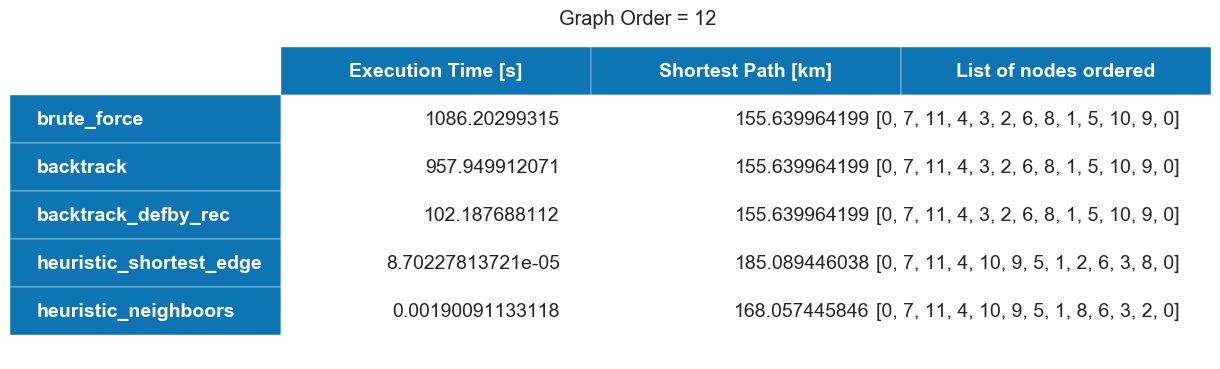 Graph Order = 12
Execution Time [s] Shortest Path [km] List of nodes ordered
brute_force 1086.20299315 155.639964199 [0, 7, 11, 4, 3, 2, 6, 8, 1, 5, 10, 9, 0]
backtrack 957.949912071 155.639964199 [0, 7, 11, 4, 3, 2, 6, 8, 1, 5, 10, 9, 0]
backtrack_defby_rec 102.187688112 155.639964199 [0, 7, 11, 4, 3, 2, 6, 8, 1, 5, 10, 9, 0]
heuristic_shortest_edge 8.70227813721e-05 185.089446038 [0, 7, 11, 4, 10, 9, 5, 1, 2, 6, 3, 8, 0]
heuristic_neighboors 0.00190091133118 168.057445846 [0, 7, 11, 4, 10, 9, 5, 1, 8, 6, 3, 2, 0]